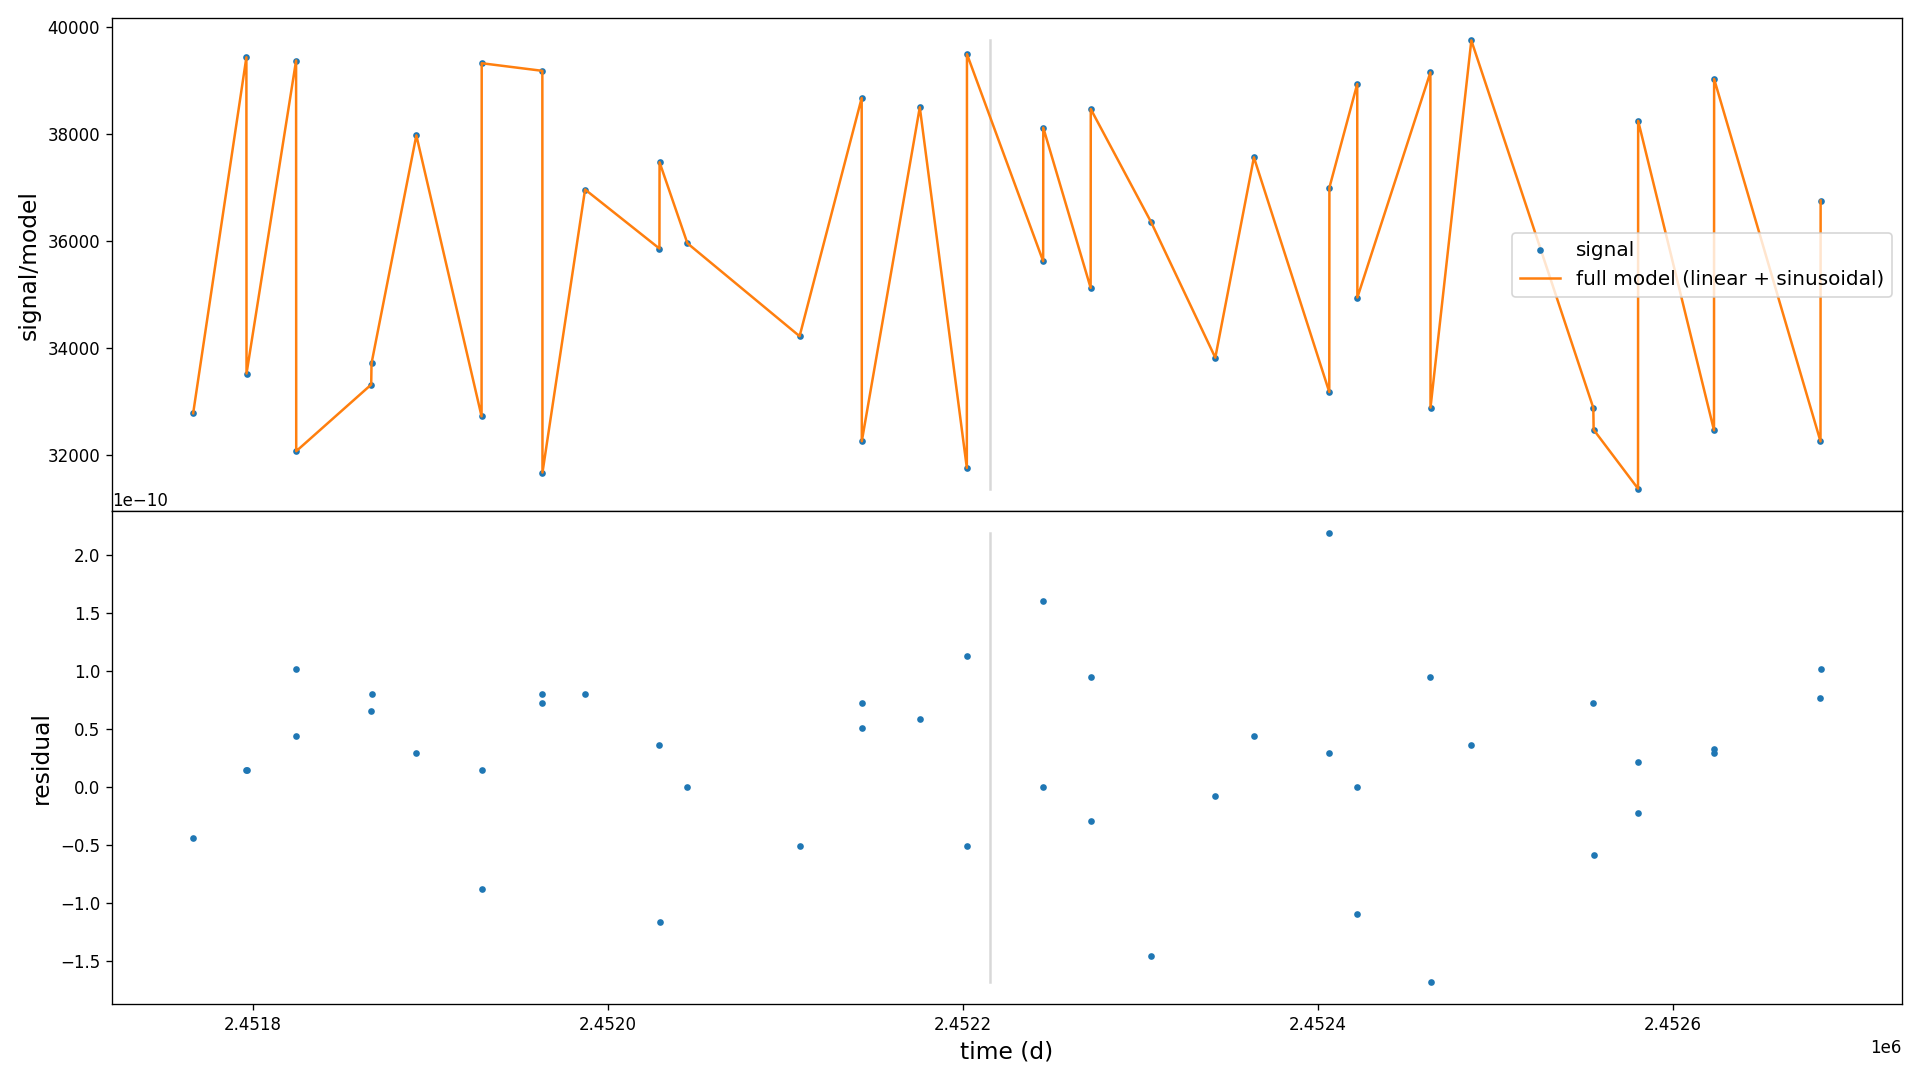 40000
38000
36000
34000
32000
signal/model
signal
full model (linear + sinusoidal)
1e−10
2.0
1.5
1.0
0.5
0.0
−0.5
−1.0
−1.5
residual
2.4518
2.4520
2.4522
2.4524
2.4526
1e6
time (d)